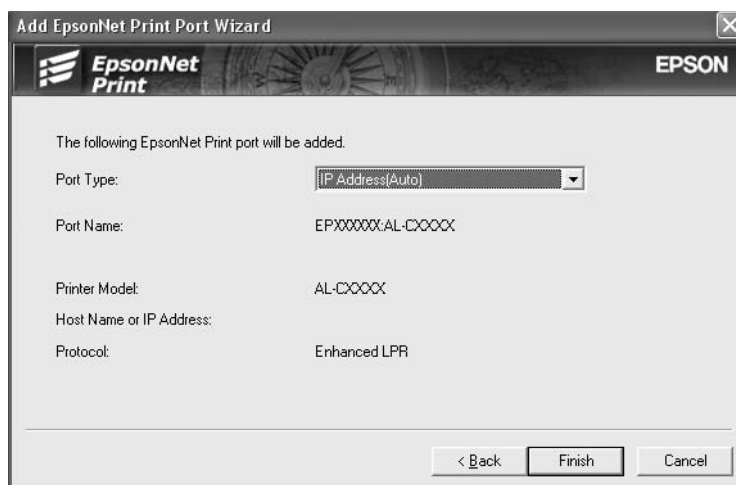 Add EpsonNet Print Port Wizard
EpsonNet
Print
EPSON
The following EpsonNet Print port will be added.
Port Type: IP Address(Auto)
Port Name: EPXXXXXX:AL-CXXXX
Printer Model: AL-CXXXX
Host Name or IP Address:
Protocol: Enhanced LPR
< Back Finish Cancel